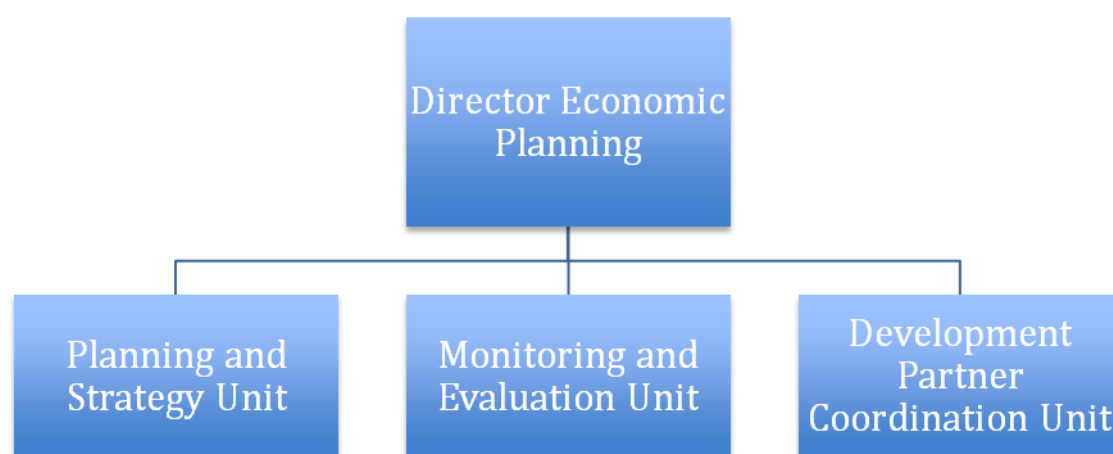 Director Economic
Planning
Planning and
Strategy Unit
Monitoring and
Evaluation Unit
Development
Partner
Coordination Unit